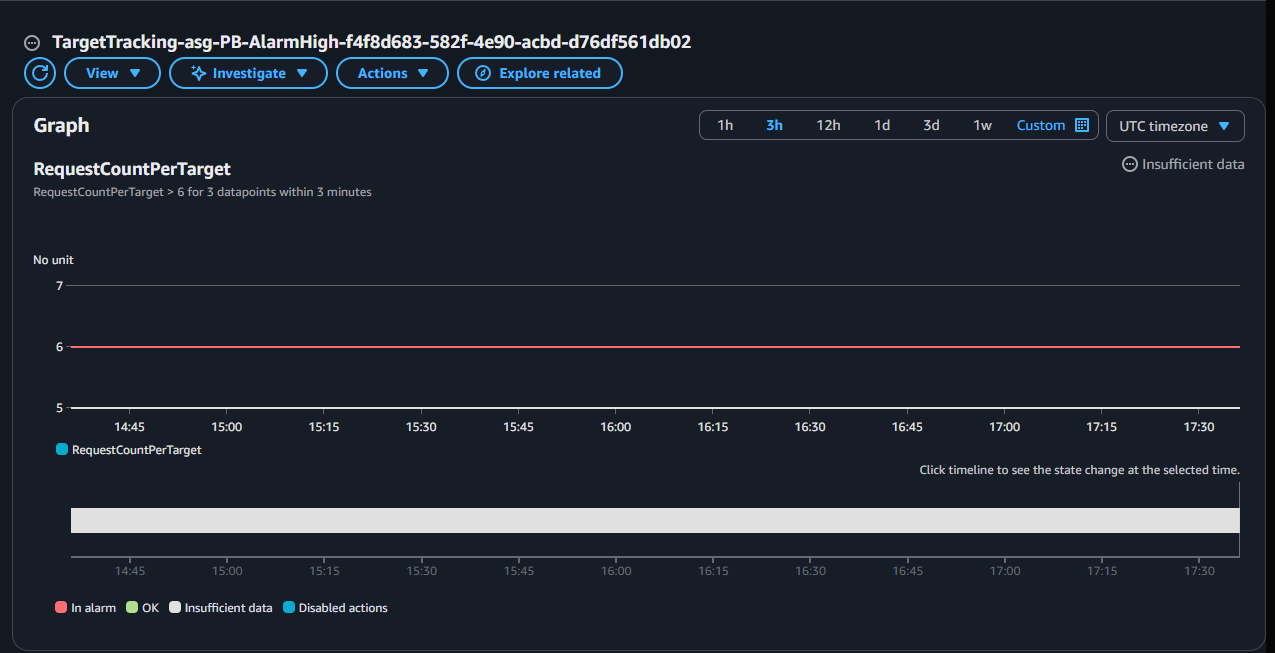 TargetTracking-asg-PB-AlarmHigh-f4f8d683-582f-4e90-acbd-d76df561db02
View Investigate Actions Explore related
Graph 1h 3h 12h 1d 3d 1w Custom UTC timezone
RequestCountPerTarget Insufficient data
RequestCountPerTarget > 6 for 3 datapoints within 3 minutes
No unit
7
6
5
14:45 15:00 15:15 15:30 15:45 16:00 16:15 16:30 16:45 17:00 17:15 17:30
RequestCountPerTarget
Click timeline to see the state change at the selected time.
14:45 15:00 15:15 15:30 15:45 16:00 16:15 16:30 16:45 17:00 17:15 17:30
In alarm OK Insufficient data Disabled actions